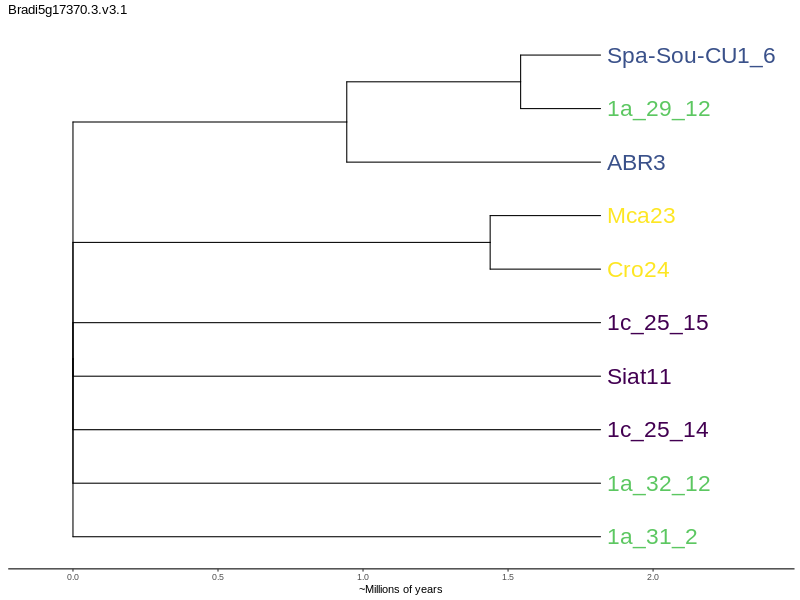 Bradi5g17370.3.v3.1
Spa-Sou-CU1_6
1a_29_12
ABR3
Mca23
Cro24
1c_25_15
Siat11
1c_25_14
1a_32_12
1a_31_2
0.0 0.5 1.0 1.5 2.0
~Millions of years